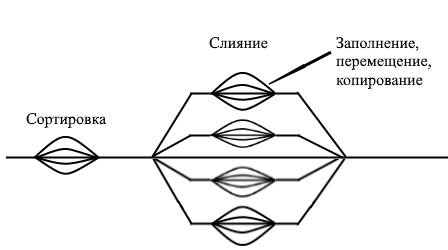 Слияние
Заполнение,
перемещение,
копирование
Сортировка